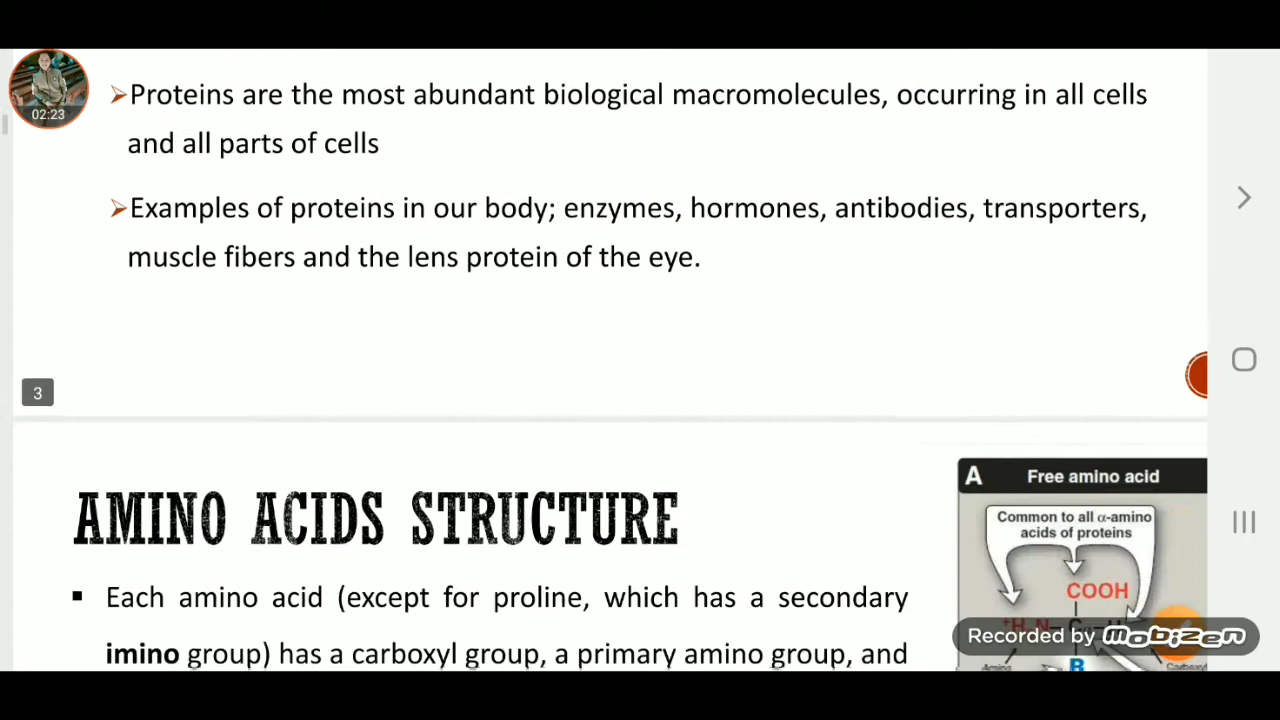 02:23
➢Proteins are the most abundant biological macromolecules, occurring in all cells
and all parts of cells
➢Examples of proteins in our body; enzymes, hormones, antibodies, transporters,
muscle fibers and the lens protein of the eye.
3
AMINO ACIDS STRUCTURE
▪ Each amino acid (except for proline, which has a secondary
imino group) has a carboxyl group, a primary amino group, and
A Free amino acid
Common to all α-amino
acids of proteins
COOH
Recorded by mobizen
R